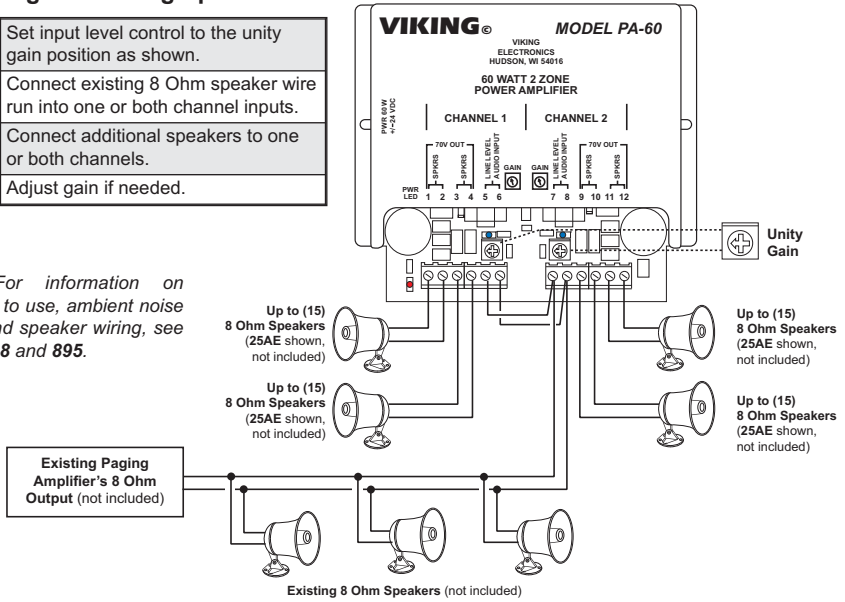 Set input level control to the unity
gain position as shown.
Connect existing 8 Ohm speaker wire
run into one or both channel inputs.
Connect additional speakers to one
or both channels.
Adjust gain if needed.
For information on
to use, ambient noise
nd speaker wiring, see
8 and 895.
VIKING© MODEL PA-60
VIKING
ELECTRONICS
HUDSON, WI 54016
60 WATT 2 ZONE
POWER AMPLIFIER
PWR 60 W
+/–24 VDC
CHANNEL 1 CHANNEL 2
70V OUT
SPKRS
SPKRS
LINE LEVEL
AUDIO INPUT
GAIN GAIN
LINE LEVEL
AUDIO INPUT
70V OUT
SPKRS
SPKRS
PWR
LED
1 2 3 4 5 6 7 8 9 10 11 12
Unity
Gain
Up to (15)
8 Ohm Speakers
(25AE shown,
not included)
Up to (15)
8 Ohm Speakers
(25AE shown,
not included)
Up to (15)
8 Ohm Speakers
(25AE shown,
not included)
Up to (15)
8 Ohm Speakers
(25AE shown,
not included)
Existing Paging
Amplifier's 8 Ohm
Output (not included)
Existing 8 Ohm Speakers (not included)